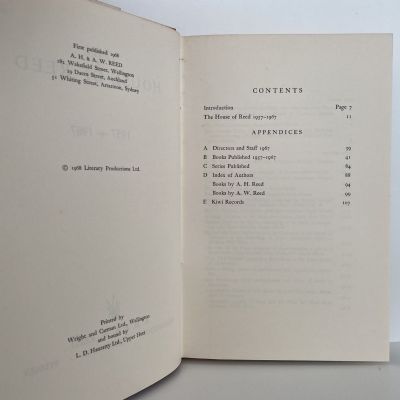 First published 1968
A. H. & A. W. REED
182 Wakefield Street, Wellington
29 Dacre Street, Auckland
51 Whiting Street, Artarmon, Sydney
© 1968 Literary Productions Ltd.
Printed by
Wright and Carman Ltd., Wellington
and bound by
L. D. Hanratty Ltd., Upper Hutt
CONTENTS
Introduction Page 7
The House of Reed 1957-1967 11
APPENDICES
A Directors and Staff 1967 39
B Books Published 1957-1967 41
C Series Published 84
D Index of Authors 88
Books by A. H. Reed 94
Books by A. W. Reed 99
E Kiwi Records 107